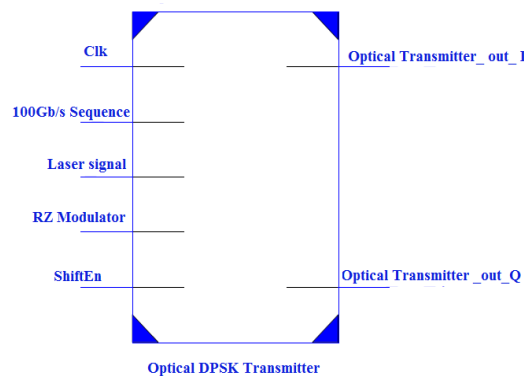 Clk
Optical Transmitter_ out_ I
100Gb/s Sequence
Laser signal
RZ Modulator
ShiftEn
Optical Transmitter _out_Q
Optical DPSK Transmitter